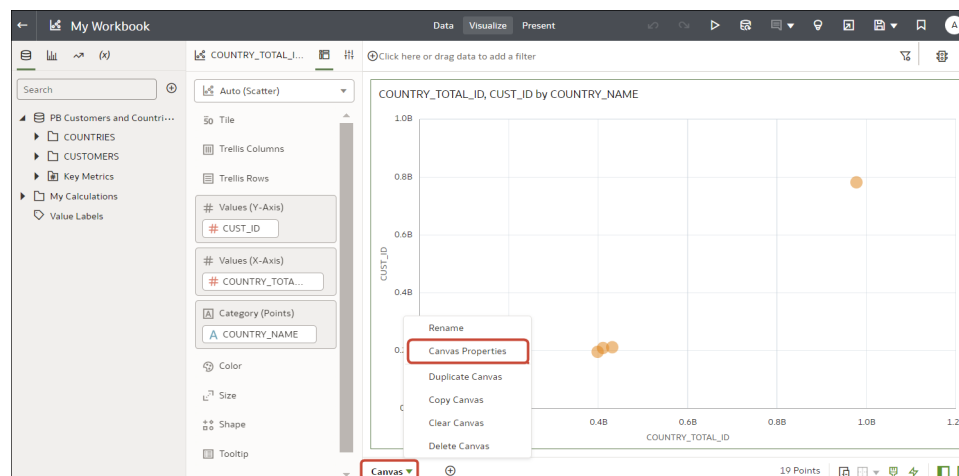 My Workbook
Data Visualize Present
A
(x)
COUNTRY_TOTAL_I...
Click here or drag data to add a filter
Search
Auto (Scatter)
COUNTRY_TOTAL_ID, CUST_ID by COUNTRY_NAME
PB Customers and Countri...
COUNTRIES
CUSTOMERS
Key Metrics
My Calculations
Value Labels
50 Tile
Trellis Columns
Trellis Rows
# Values (Y-Axis)
# CUST_ID
# Values (X-Axis)
# COUNTRY_TOTA...
A Category (Points)
A COUNTRY_NAME
Color
Size
Shape
Tooltip
1.0B
0.8B
0.6B
0.4B
CUST_ID
Rename
Canvas Properties
Duplicate Canvas
Copy Canvas
Clear Canvas
Delete Canvas
0.4B 0.6B 0.8B 1.0B 1.2
COUNTRY_TOTAL_ID
Canvas
19 Points